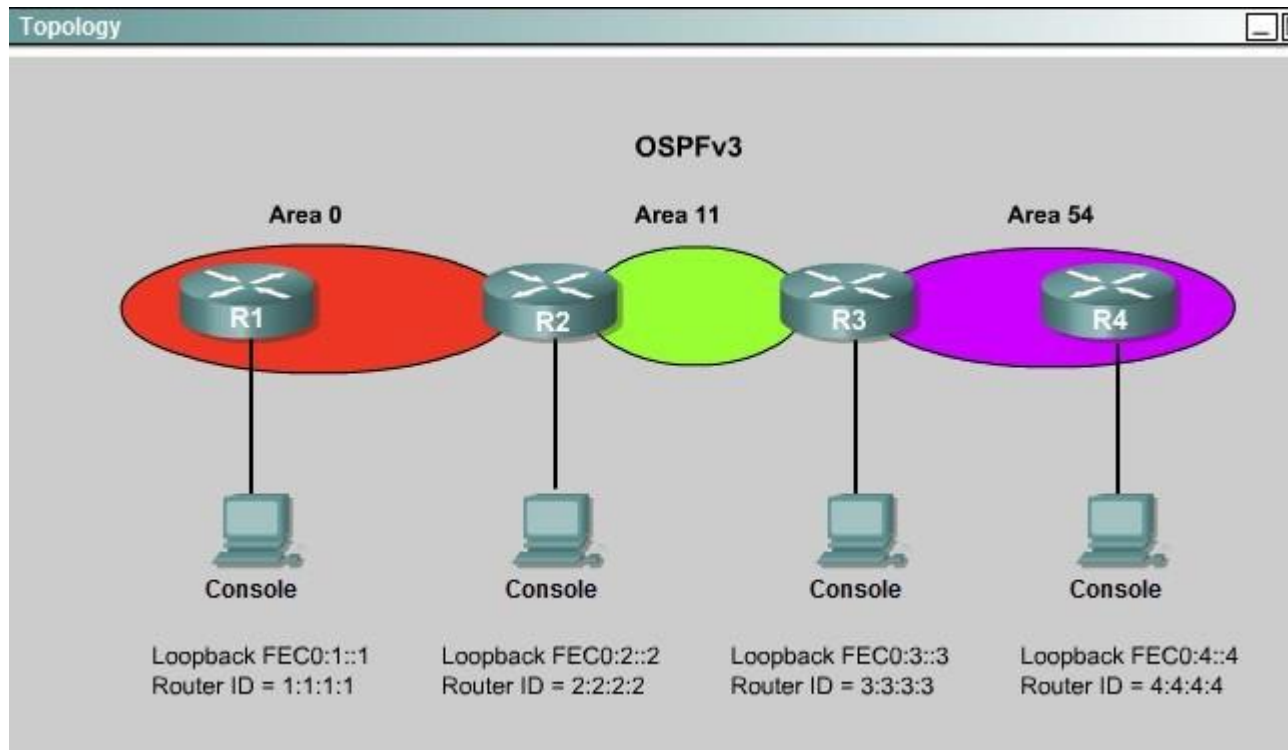 Topology
OSPFv3
Area 0
Area 11
Area 54
R1
R2
R3
R4
Console
Console
Console
Console
Loopback FEC0:1::1
Router ID = 1:1:1:1
Loopback FEC0:2::2
Router ID = 2:2:2:2
Loopback FEC0:3::3
Router ID = 3:3:3:3
Loopback FEC0:4::4
Router ID = 4:4:4:4